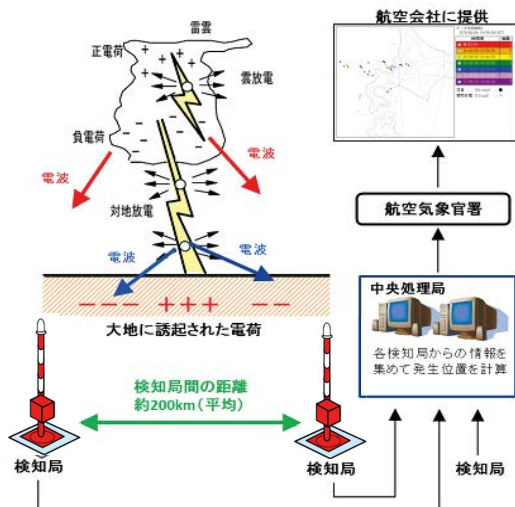 雷雲
正電荷
雲放電
負電荷
電波
電波
対地放電
電波
電波
大地に誘起された電荷
検知局間の距離
約200km(平均)
検知局
検知局
検知局
航空会社に提供
航空気象官署
中央処理局
各検知局からの情報を
集めて発生位置を計算